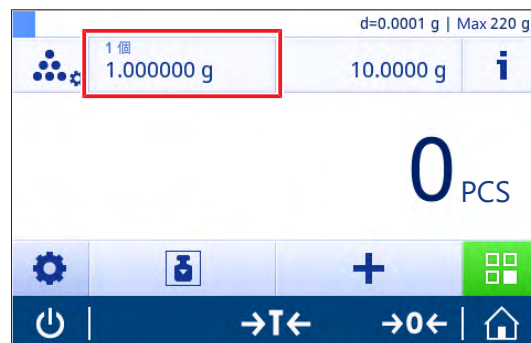 d=0.0001 g | Max 220 g
1 個
1.000000 g
10.0000 g
i
0 PCS
→T←
→0←